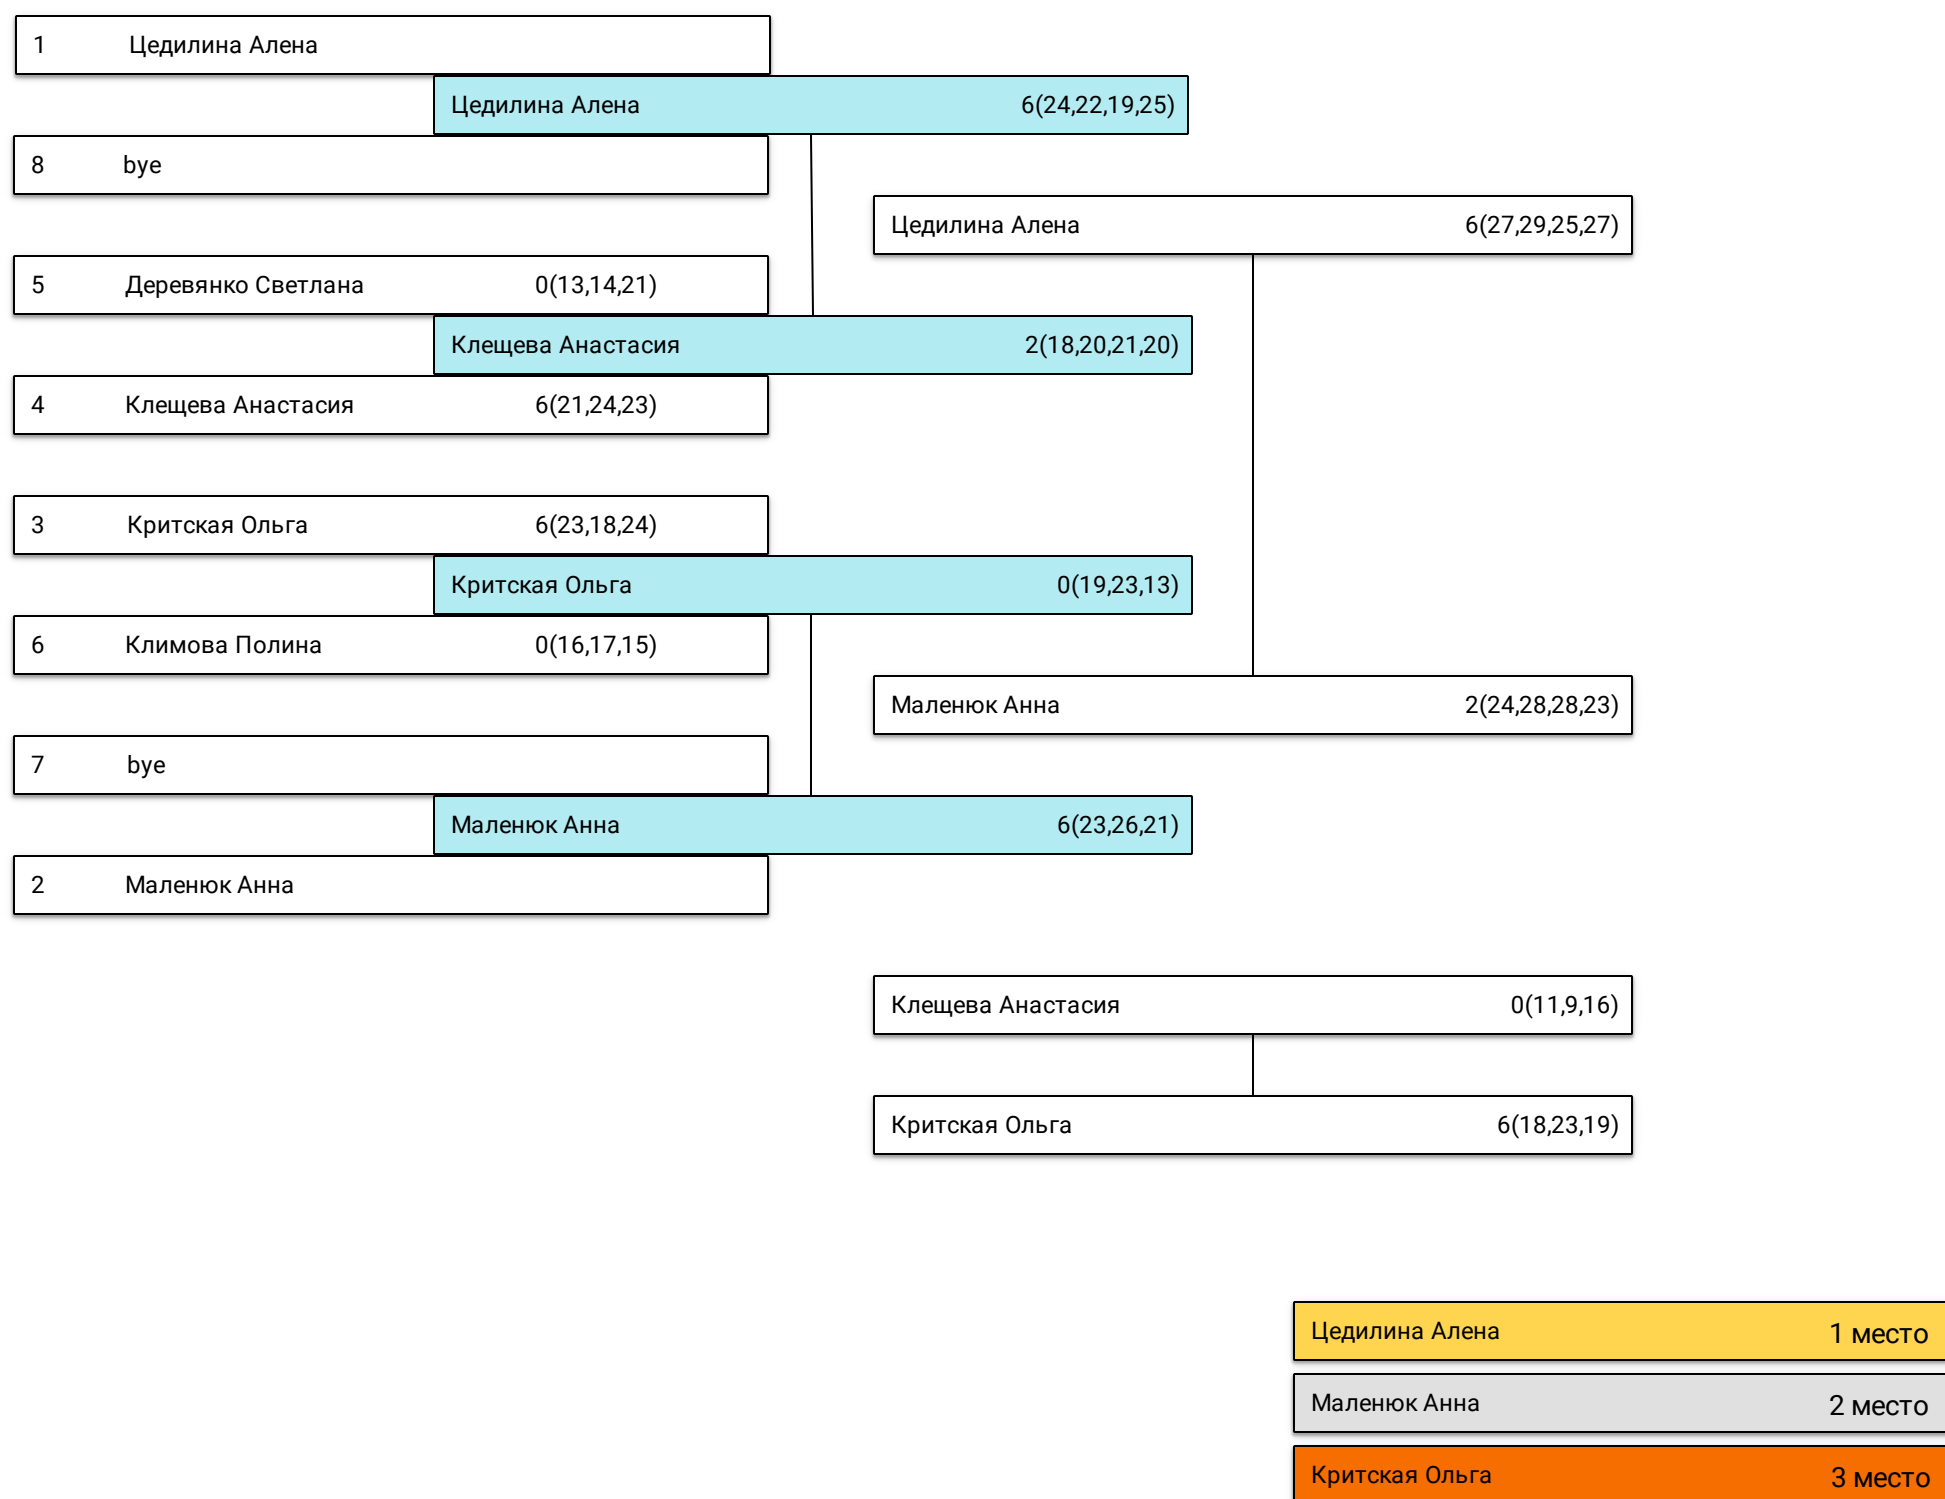 1 Цедилина Алена
Цедилина Алена 6(24,22,19,25)
8 bye
Цедилина Алена 6(27,29,25,27)
5 Деревянко Светлана 0(13,14,21)
Клещева Анастасия 2(18,20,21,20)
4 Клещева Анастасия 6(21,24,23)
3 Критская Ольга 6(23,18,24)
Критская Ольга 0(19,23,13)
6 Климова Полина 0(16,17,15)
Маленюк Анна 2(24,28,28,23)
7 bye
Маленюк Анна 6(23,26,21)
2 Маленюк Анна
Клещева Анастасия 0(11,9,16)
Критская Ольга 6(18,23,19)
Цедилина Алена 1 место
Маленюк Анна 2 место
Критская Ольга 3 место